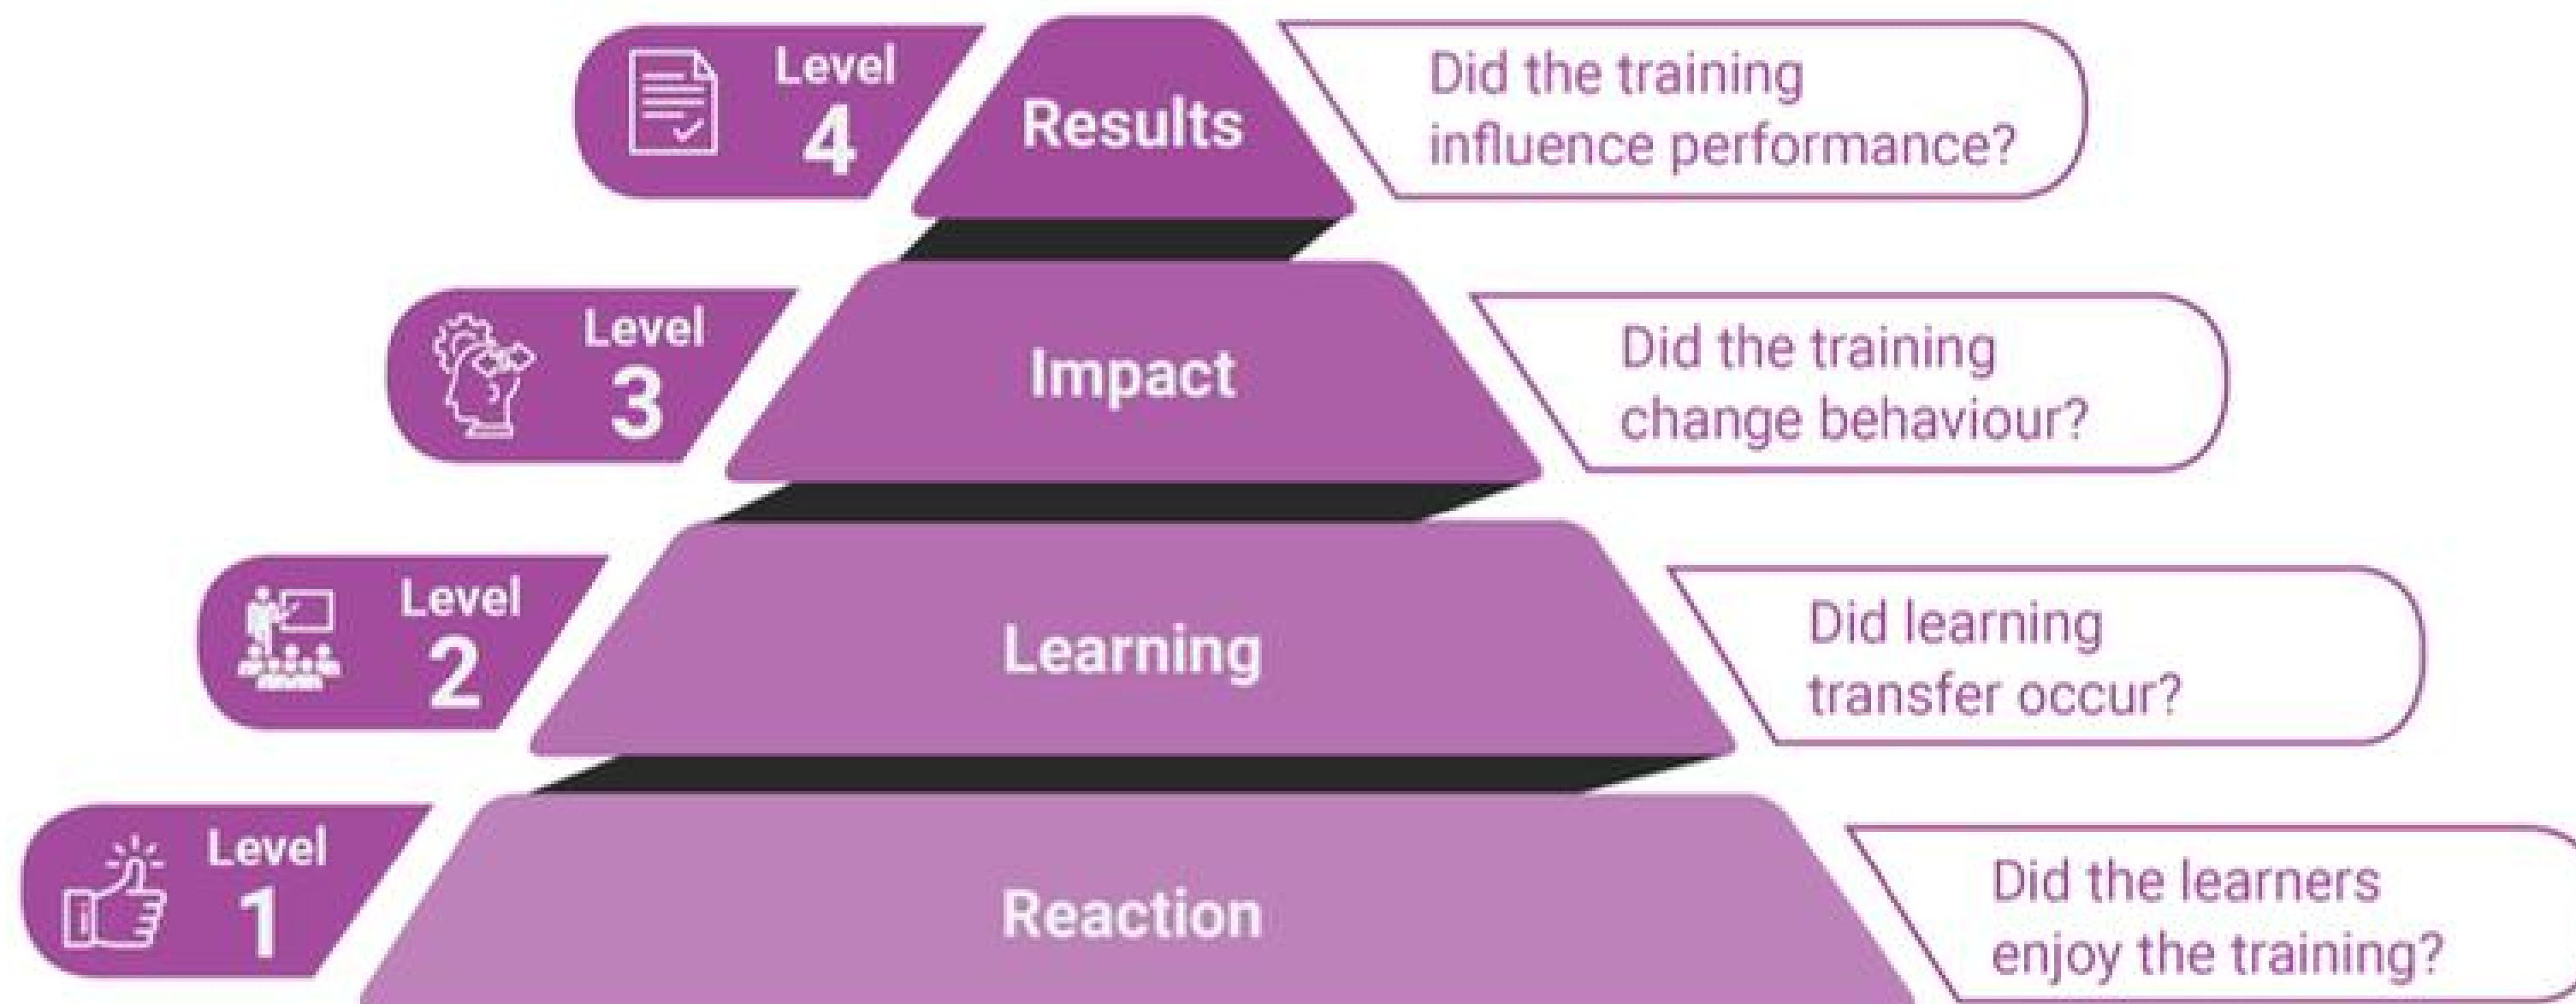 Level
4
Results
Did the training
influence performance?
Level
3
Impact
Did the training
change behaviour?
Level
2
Learning
Did learning
transfer occur?
Level
1
Reaction
Did the learners
enjoy the training?